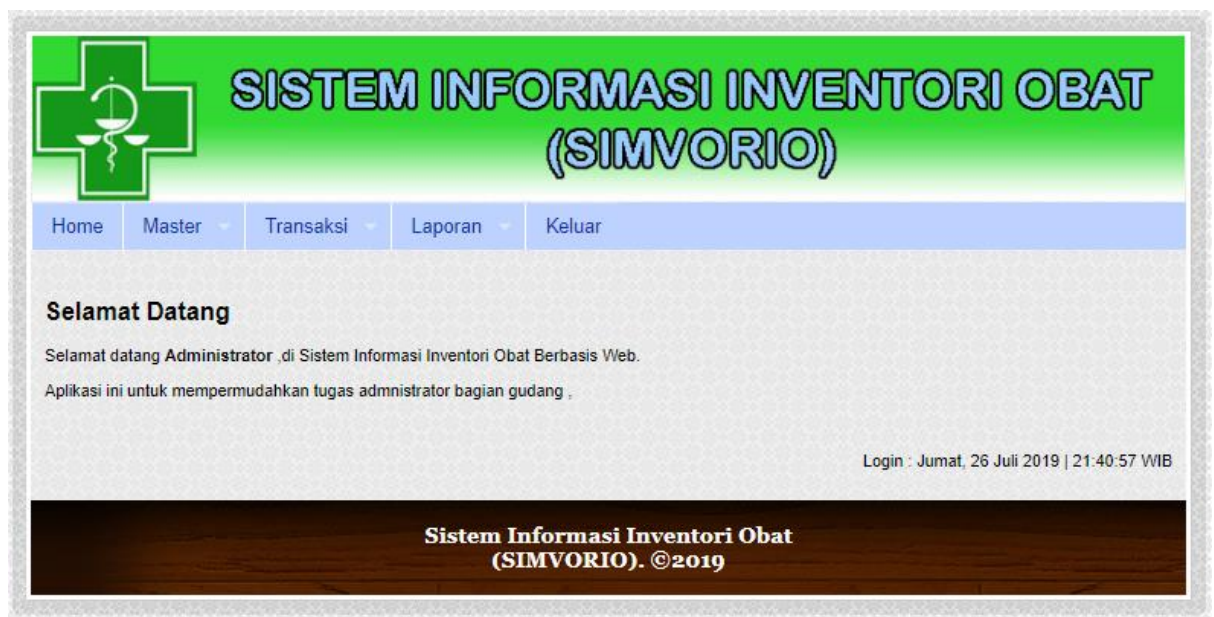 SISTEM INFORMASI INVENTORI OBAT
(SIMVORIO)
Home Master Transaksi Laporan Keluar
Selamat Datang
Selamat datang Administrator ,di Sistem Informasi Inventori Obat Berbasis Web.
Aplikasi ini untuk mempermudahkan tugas admnistrator bagian gudang ,
Login : Jumat, 26 Juli 2019 | 21:40:57 WIB
Sistem Informasi Inventori Obat
(SIMVORIO). ©2019